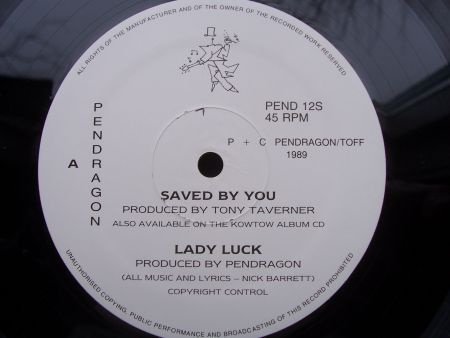 ALL RIGHTS OF THE MANUFACTURER AND OF THE OWNER OF THE RECORDED WORK RESERVED
PENDRAGON
A
PEND 12S
45 RPM
P + C PENDRAGON/TOFF
1989
SAVED BY YOU
PRODUCED BY TONY TAVERNER
ALSO AVAILABLE ON THE KOWTOW ALBUM CD
LADY LUCK
PRODUCED BY PENDRAGON
(ALL MUSIC AND LYRICS – NICK BARRETT)
COPYRIGHT CONTROL
UNAUTHORISED COPYING, PUBLIC PERFORMANCE AND BROADCASTING OF THIS RECORD PROHIBITED